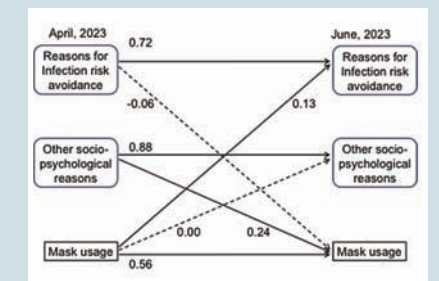 April, 2023
June, 2023
0.72
Reasons for
Infection risk
avoidance
Reasons for
Infection risk
avoidance
-0.06
0.13
0.88
Other socio-
psychological
reasons
Other socio-
psychological
reasons
0.00
0.24
Mask usage
Mask usage
0.56